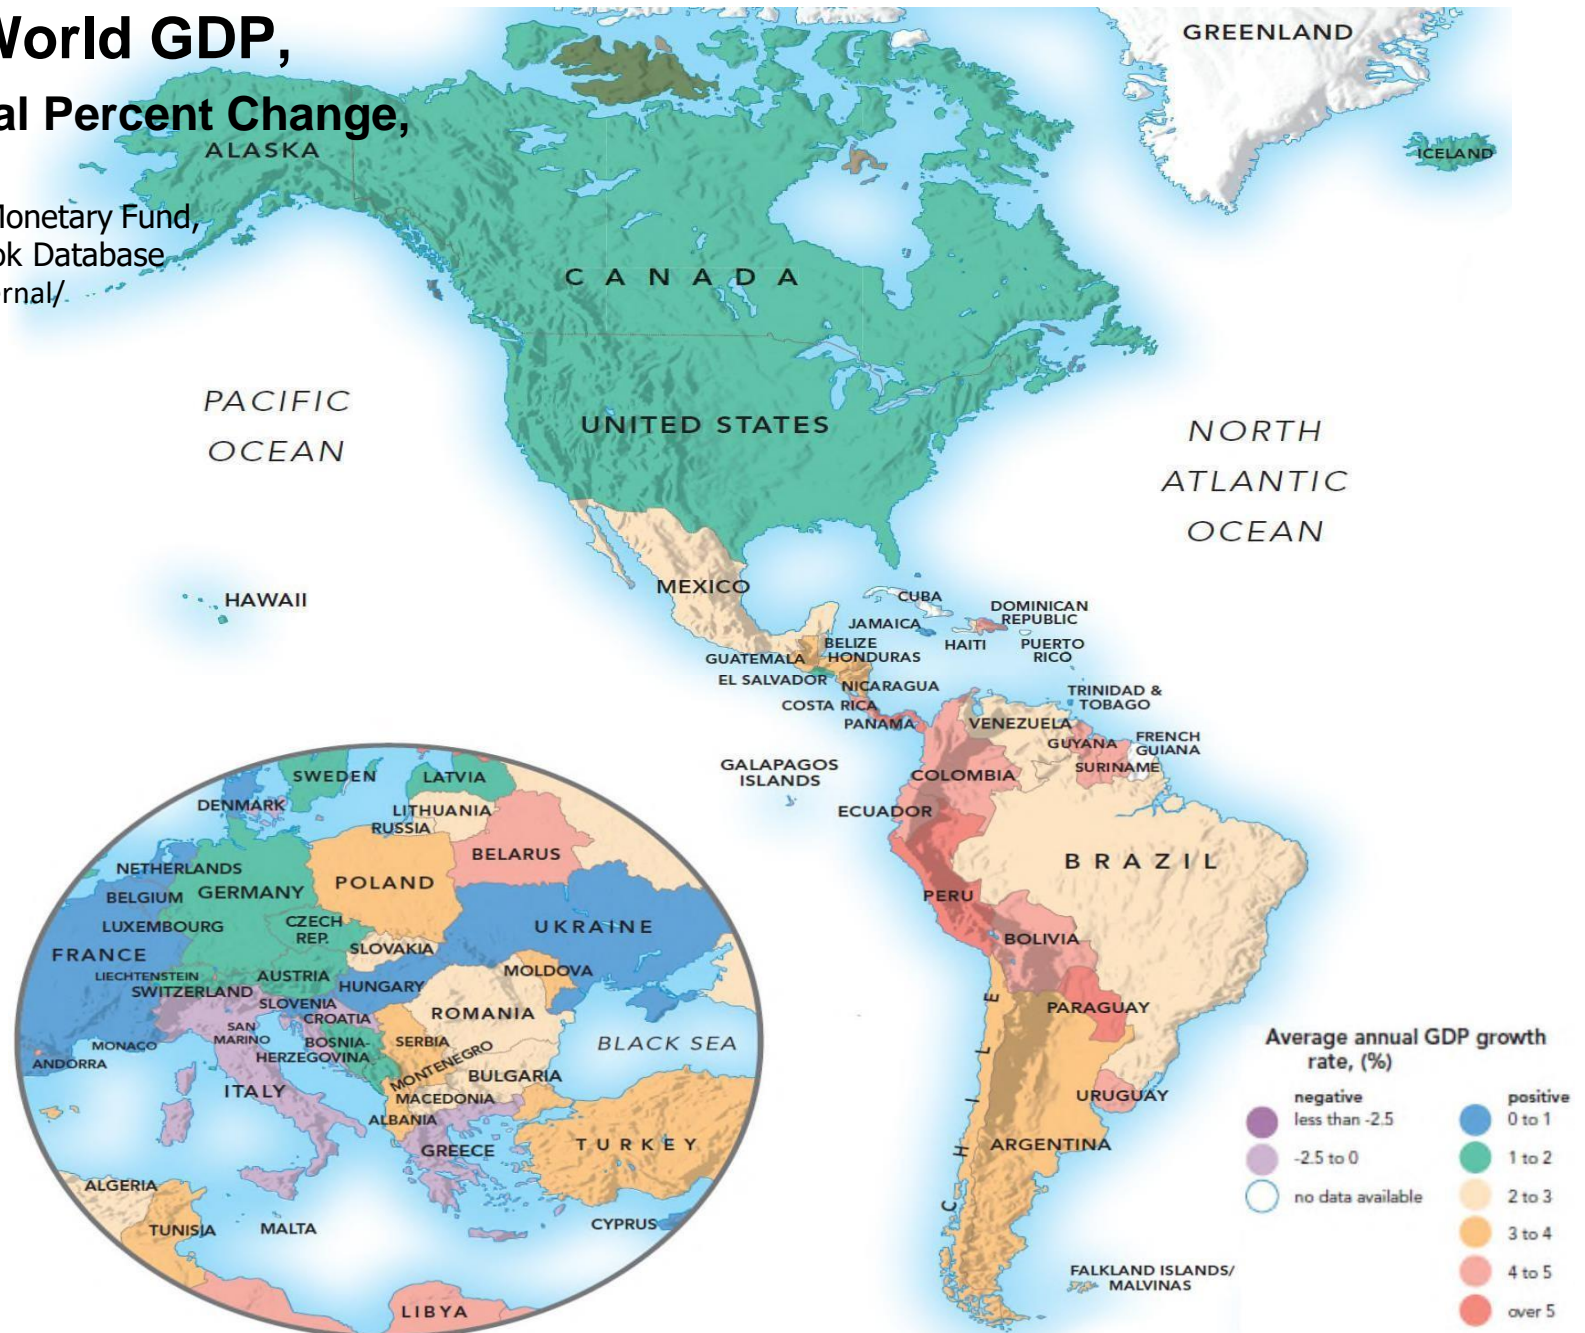 World GDP,
al Percent Change,
Monetary Fund,
ok Database
ernal/
GREENLAND
ALASKA
ICELAND
CANADA
UNITED STATES
PACIFIC
OCEAN
NORTH
ATLANTIC
OCEAN
HAWAII
MEXICO
CUBA
DOMINICAN
REPUBLIC
JAMAICA
HAITI
PUERTO
RICO
BELIZE
GUATEMALA
HONDURAS
EL SALVADOR
NICARAGUA
COSTA RICA
PANAMA
TRINIDAD &
TOBAGO
VENEZUELA
GUYANA
FRENCH
GUIANA
SURINAME
COLOMBIA
GALAPAGOS
ISLANDS
ECUADOR
BRAZIL
PERU
BOLIVIA
PARAGUAY
CHILE
URUGUAY
ARGENTINA
FALKLAND ISLANDS/
MALVINAS
SWEDEN
LATVIA
DENMARK
LITHUANIA
RUSSIA
BELARUS
NETHERLANDS
GERMANY
POLAND
BELGIUM
LUXEMBOURG
CZECH
REP.
UKRAINE
FRANCE
SLOVAKIA
LIECHTENSTEIN
AUSTRIA
MOLDOVA
SWITZERLAND
HUNGARY
SLOVENIA
CROATIA
ROMANIA
SAN
MARINO
MONACO
BOSNIA-
HERZEGOVINA
SERBIA
BLACK SEA
ANDORRA
MONTENEGRO
ITALY
BULGARIA
MACEDONIA
ALBANIA
GREECE
TURKEY
ALGERIA
TUNISIA
MALTA
CYPRUS
LIBYA
Average annual GDP growth
rate, (%)
negative
less than -2.5
-2.5 to 0
no data available
positive
0 to 1
1 to 2
2 to 3
3 to 4
4 to 5
over 5